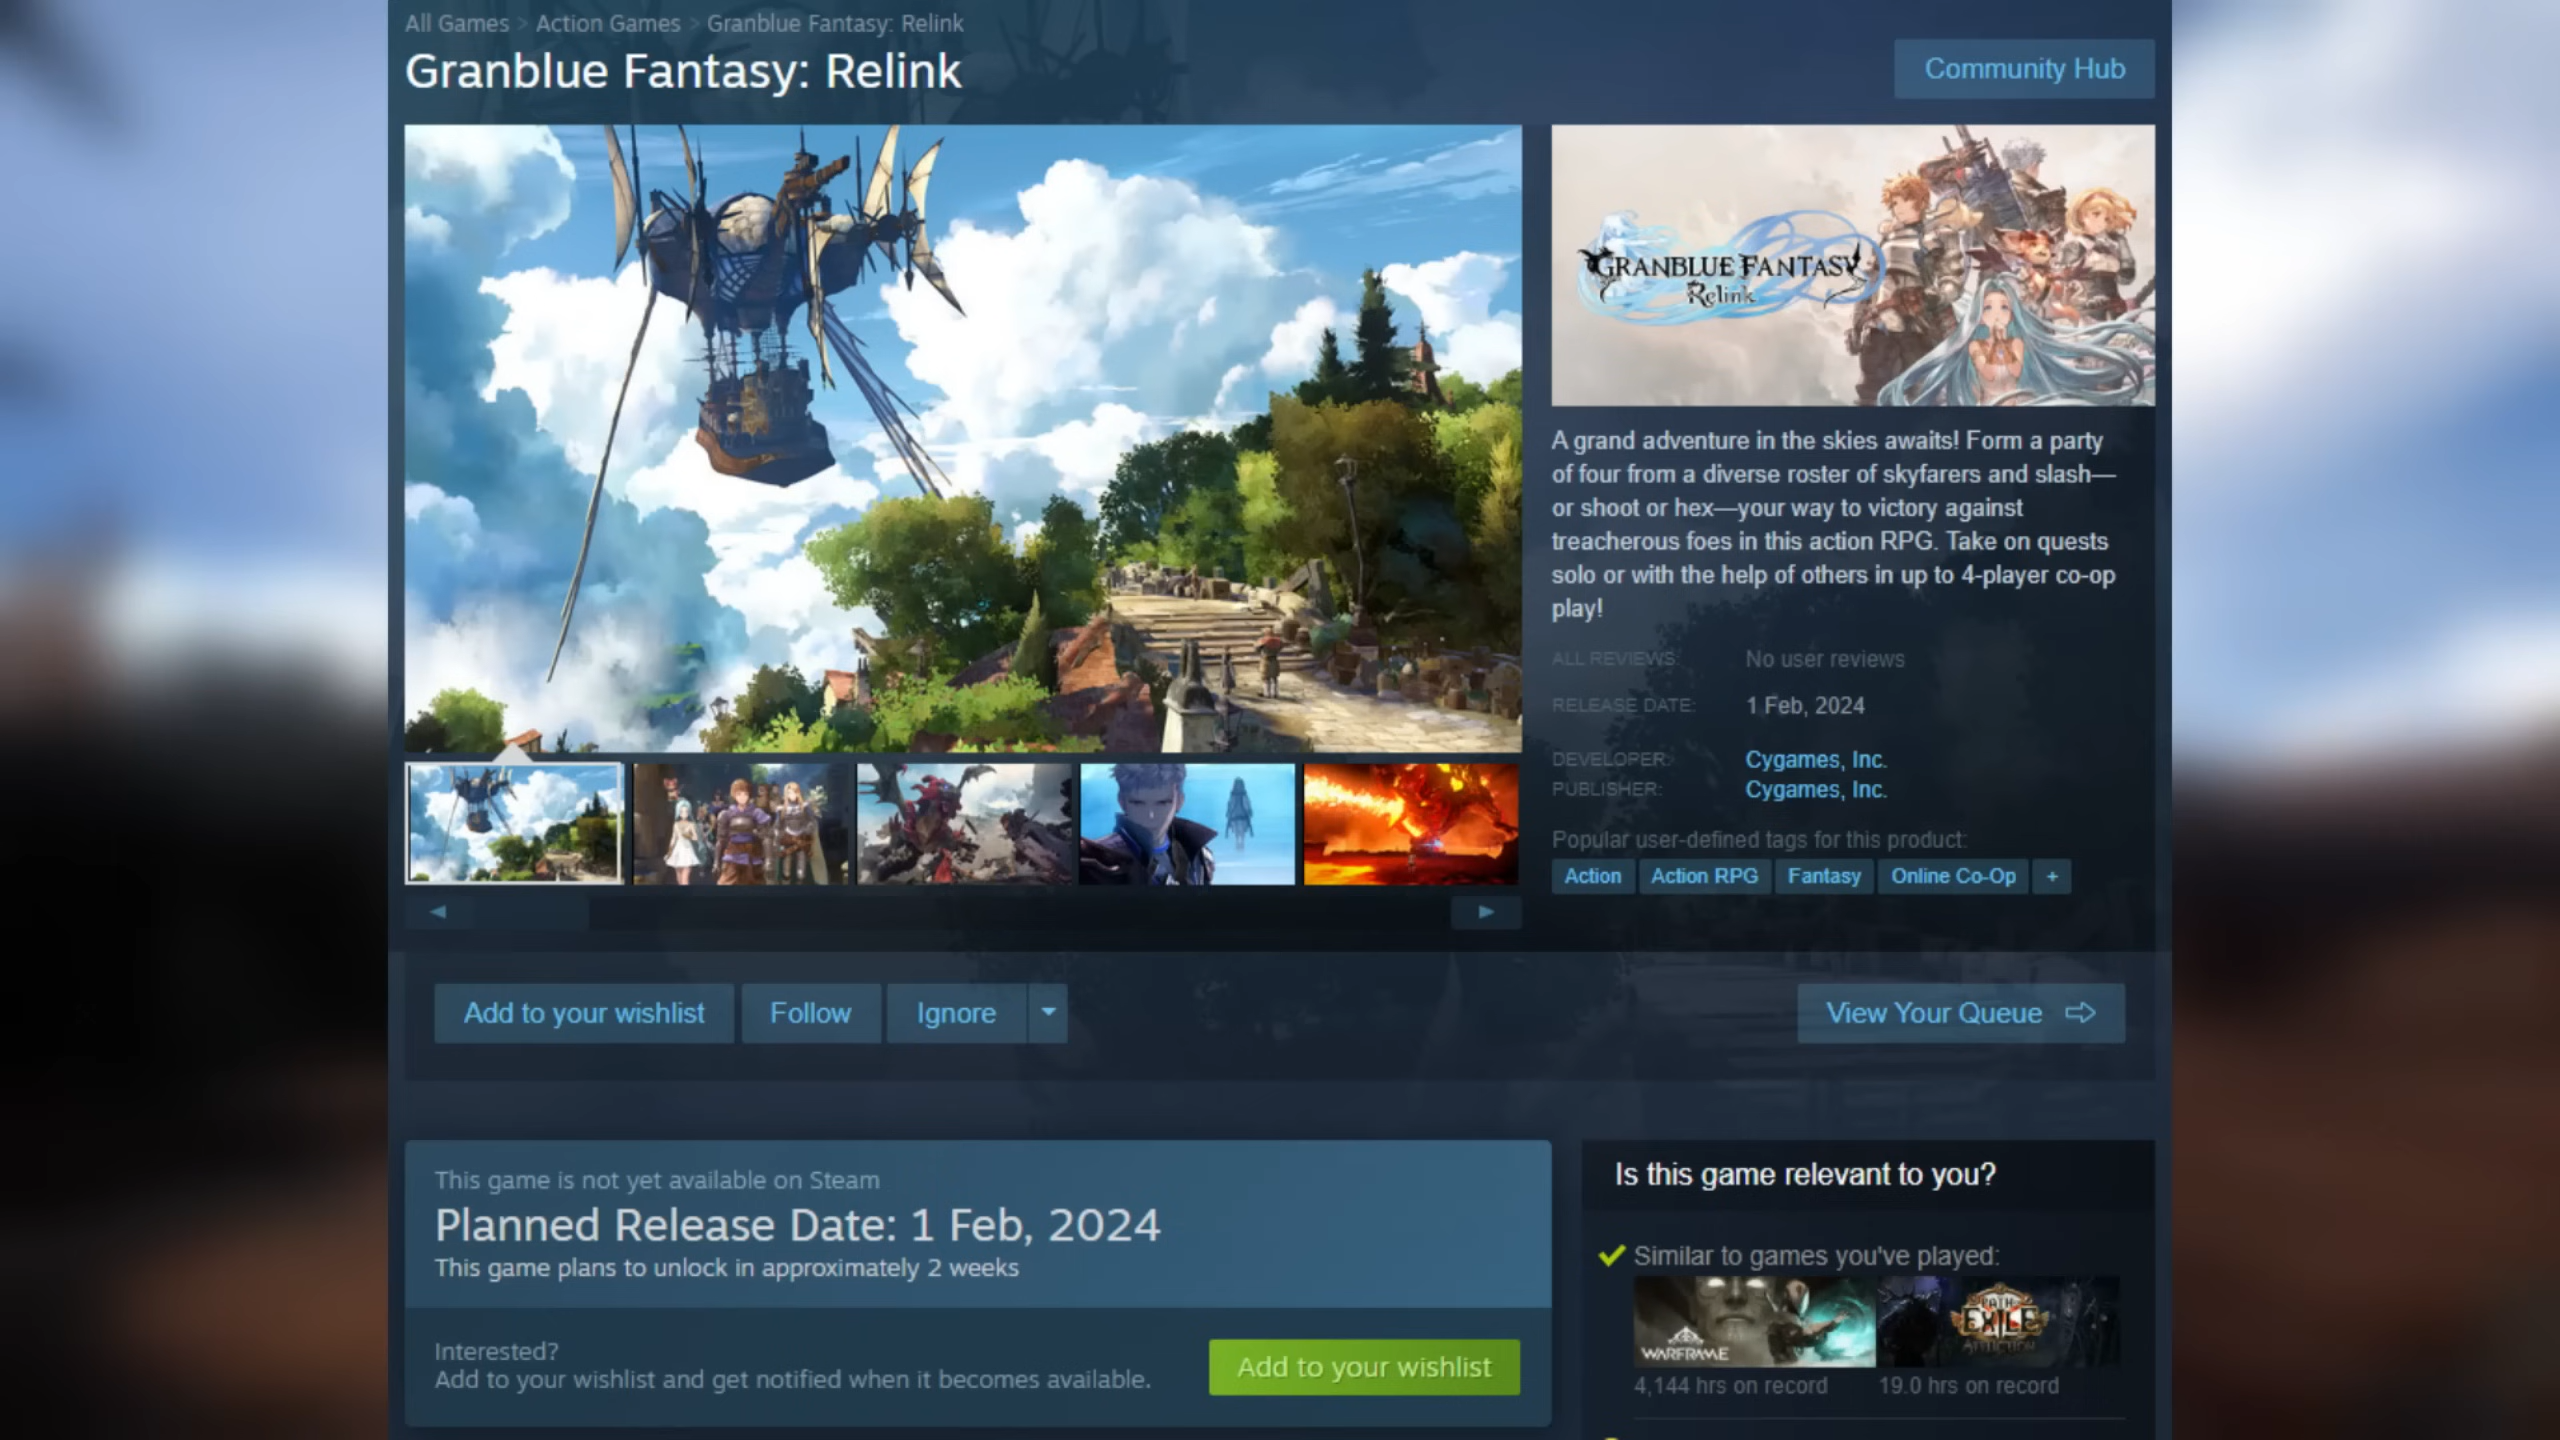 All Games > Action Games > Granblue Fantasy: Relink
Granblue Fantasy: Relink
Community Hub
GRANBLUE FANTASY
Relink
A grand adventure in the skies awaits! Form a party
of four from a diverse roster of skyfarers and slash—
or shoot or hex—your way to victory against
treacherous foes in this action RPG. Take on quests
solo or with the help of others in up to 4-player co-op
play!
ALL REVIEWS: No user reviews
RELEASE DATE: 1 Feb, 2024
DEVELOPER: Cygames, Inc.
PUBLISHER: Cygames, Inc.
Popular user-defined tags for this product:
Action Action RPG Fantasy Online Co-Op +
Add to your wishlist Follow Ignore
View Your Queue
This game is not yet available on Steam
Planned Release Date: 1 Feb, 2024
This game plans to unlock in approximately 2 weeks
Interested?
Add to your wishlist and get notified when it becomes available.
Add to your wishlist
Is this game relevant to you?
Similar to games you've played:
WARFRAME
PATH OF EXILE
AFFLICTION
4,144 hrs on record 19.0 hrs on record